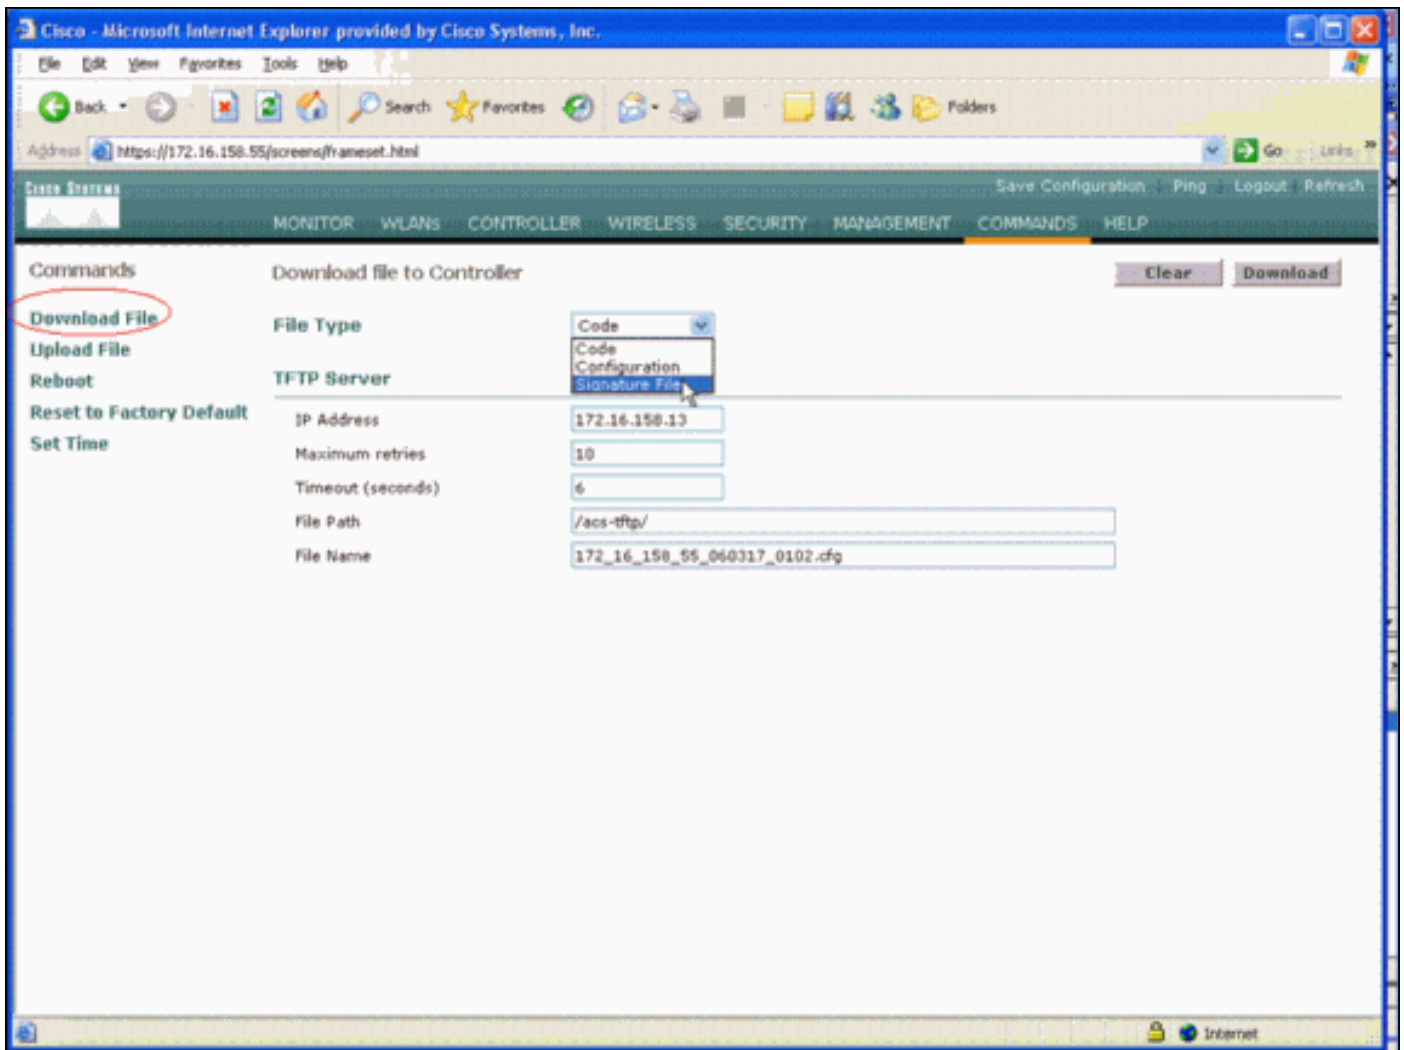 Cisco - Microsoft Internet Explorer provided by Cisco Systems, Inc.
File Edit View Favorites Tools Help
Back Search Favorites Folders
Address https://172.16.158.55/screens/frameset.html Go Links »
CISCO SYSTEMS
Save Configuration Ping Logout Refresh
MONITOR WLANs CONTROLLER WIRELESS SECURITY MANAGEMENT COMMANDS HELP
Commands
Download File
Upload File
Reboot
Reset to Factory Default
Set Time
Download file to Controller Clear Download
File Type Code
Code
Configuration
Signature File
TFTP Server
IP Address 172.16.158.13
Maximum retries 10
Timeout (seconds) 6
File Path /acs-tftp/
File Name 172_16_158_55_060317_0102.cfg
Internet